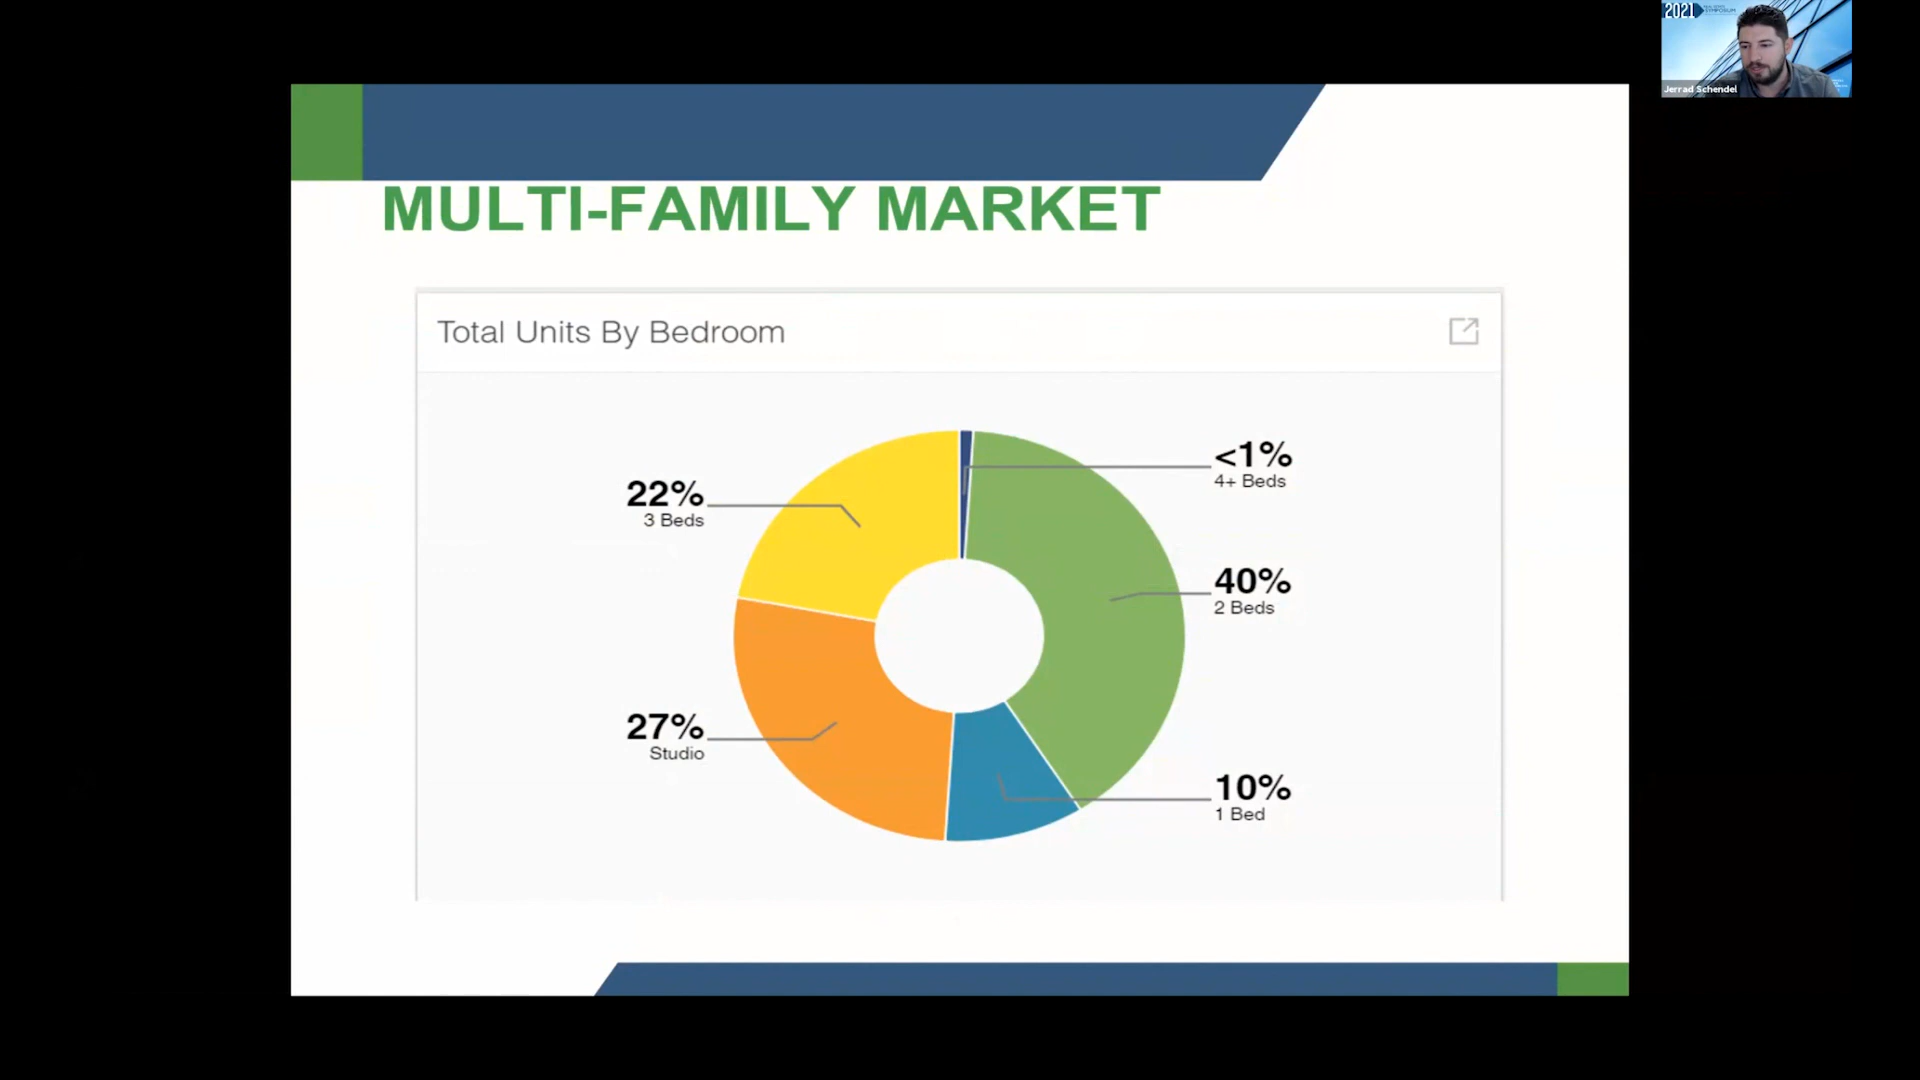 2021
SYMPOSIUM
Jerrad Schendel
MULTI-FAMILY MARKET
Total Units By Bedroom
<1%
4+ Beds
22%
3 Beds
40%
2 Beds
27%
Studio
10%
1 Bed